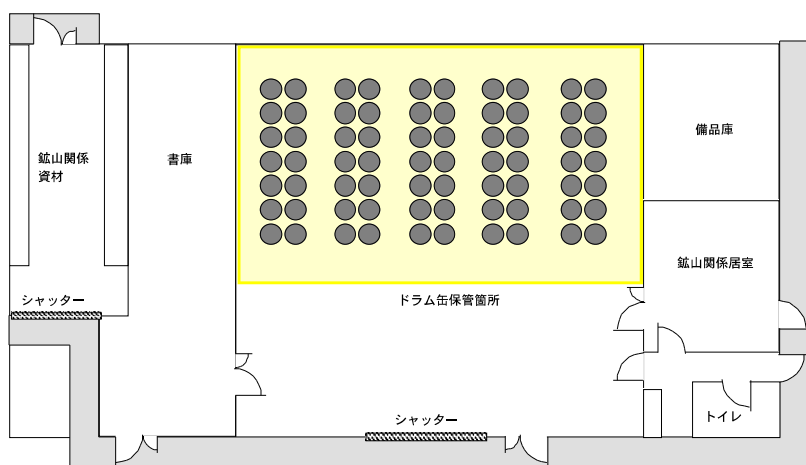 備品庫
鉱山関係
資材
書庫
鉱山関係居室
シャッター
ドラム缶保管箇所
シャッター
トイレ